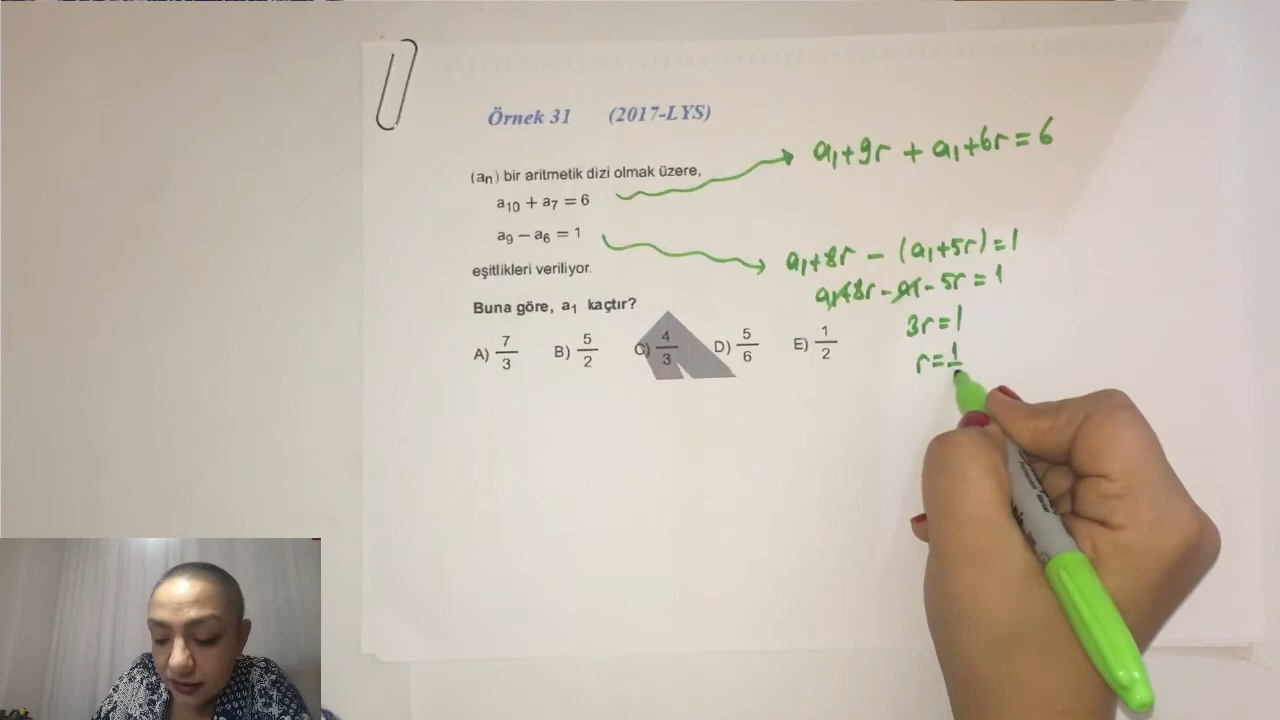 Örnek 31 (2017-LYS)
(an) bir aritmetik dizi olmak üzere,
a10 + a7 = 6
a9 − a6 = 1
eşitlikleri veriliyor.
Buna göre, a1 kaçtır?
A) 7/3 B) 5/2 C) 4/3 D) 5/6 E) 1/2
a1+9r + a1+6r = 6
a1+8r − (a1+5r) = 1
a1+8r − a1 − 5r = 1
3r = 1
r = 1